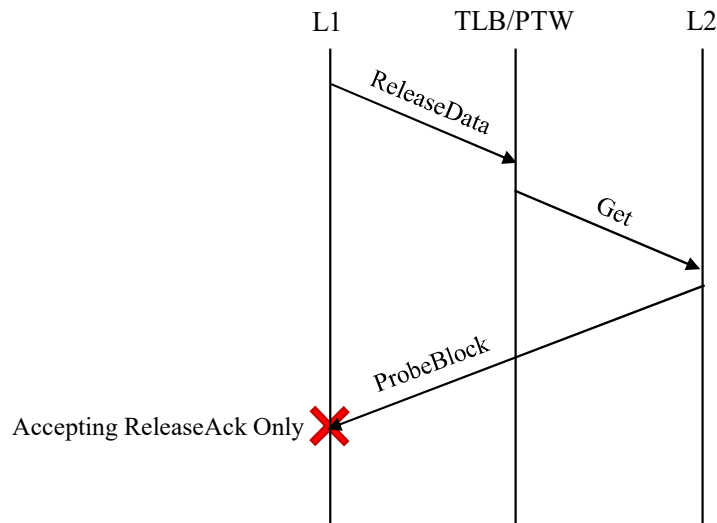 L1
TLB/PTW
L2
ReleaseData
Get
ProbeBlock
Accepting ReleaseAck Only